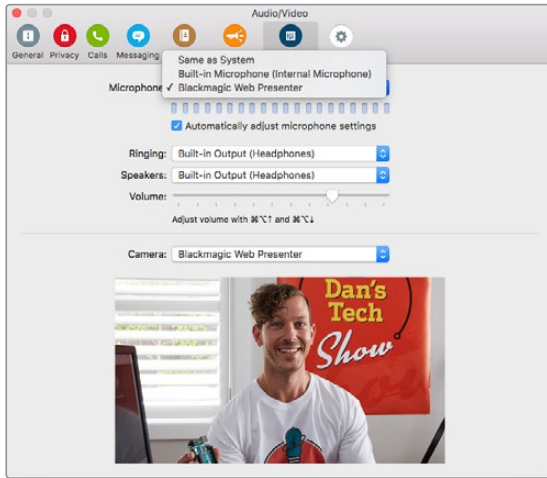 Audio/Video
General Privacy Calls Messaging
Same as System
Built-in Microphone (Internal Microphone)
Microphone: ✓ Blackmagic Web Presenter
Automatically adjust microphone settings
Ringing: Built-in Output (Headphones)
Speakers: Built-in Output (Headphones)
Volume:
Adjust volume with ⌘⌥↑ and ⌘⌥↓
Camera: Blackmagic Web Presenter
Dan's
Tech
Show